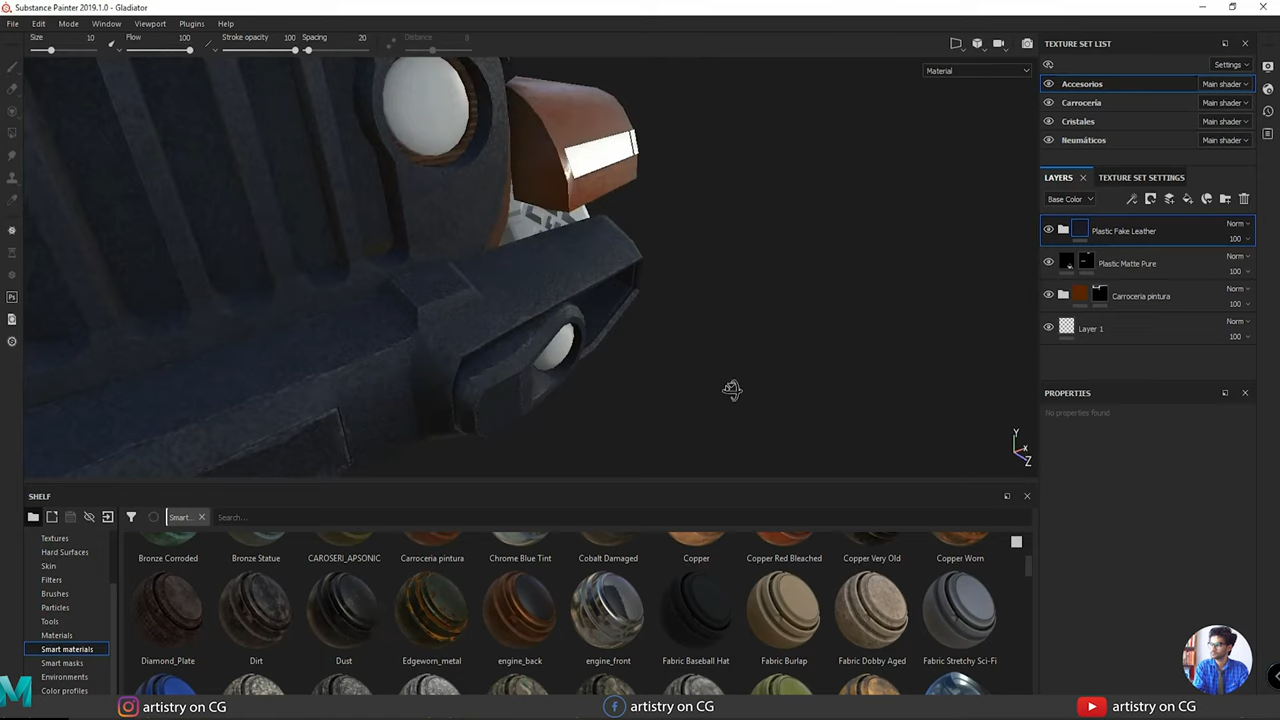 Substance Painter 2019.1.0 - Gladiator
File Edit Mode Window Viewport Plugins Help
Size 10 Flow 100 Stroke opacity 100 Spacing 20 Distance 8
Material
TEXTURE SET LIST
Settings
Accesorios Main shader
Carrocería Main shader
Cristales Main shader
Neumáticos Main shader
LAYERS TEXTURE SET SETTINGS
Base Color
Plastic Fake Leather Norm 100
Plastic Matte Pure Norm 100
Carroceria pintura Norm 100
Layer 1 Norm 100
PROPERTIES
No properties found
Y
X
Z
Ps
SHELF
Smart... Search...
Textures
Hard Surfaces
Skin
Filters
Brushes
Particles
Tools
Materials
Smart materials
Smart masks
Environments
Color profiles
Bronze Corroded Bronze Statue CAROSERI_APSONIC Carroceria pintura Chrome Blue Tint Cobalt Damaged Copper Copper Red Bleached Copper Very Old Copper Worn
Diamond_Plate Dirt Dust Edgeworn_metal engine_back engine_front Fabric Baseball Hat Fabric Burlap Fabric Dobby Aged Fabric Stretchy Sci-Fi
M
artistry on CG artistry on CG artistry on CG